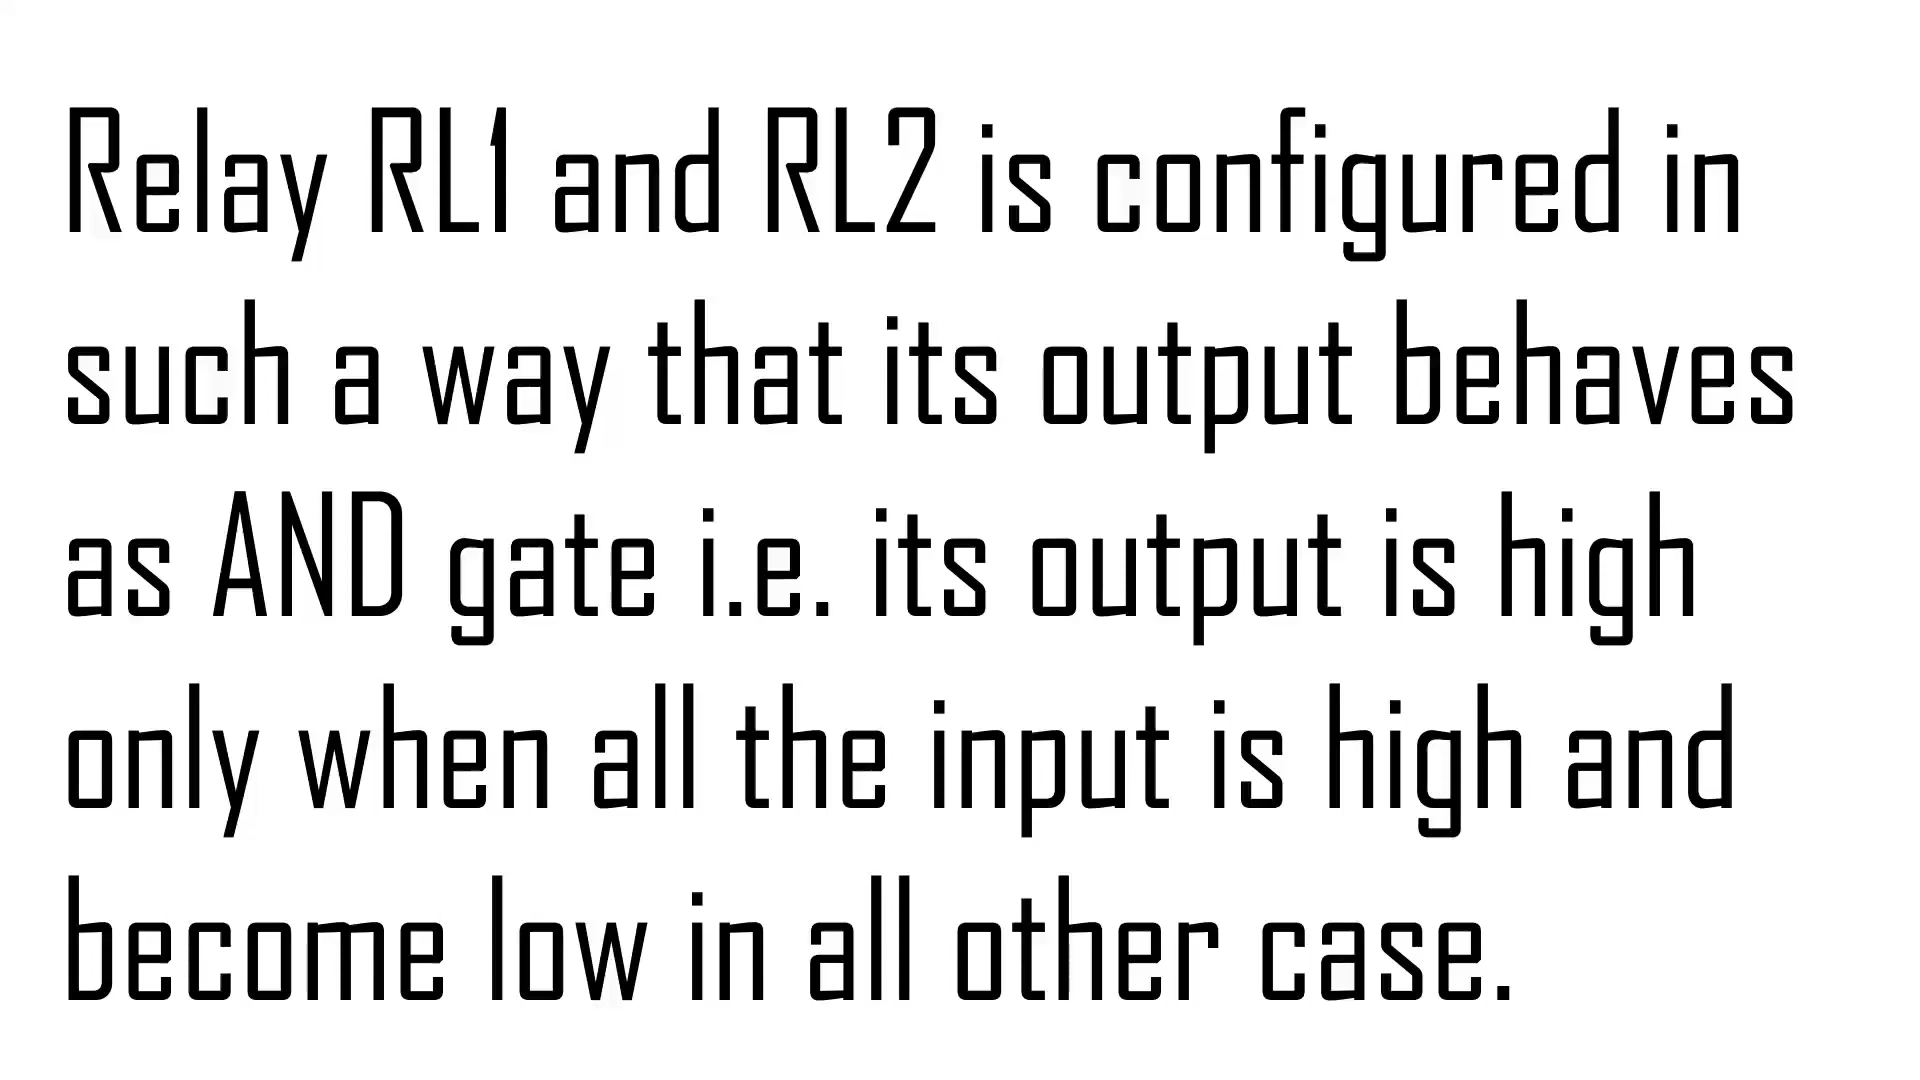 Relay RL1 and RL2 is configured in
such a way that its output behaves
as AND gate i.e. its output is high
only when all the input is high and
become low in all other case.